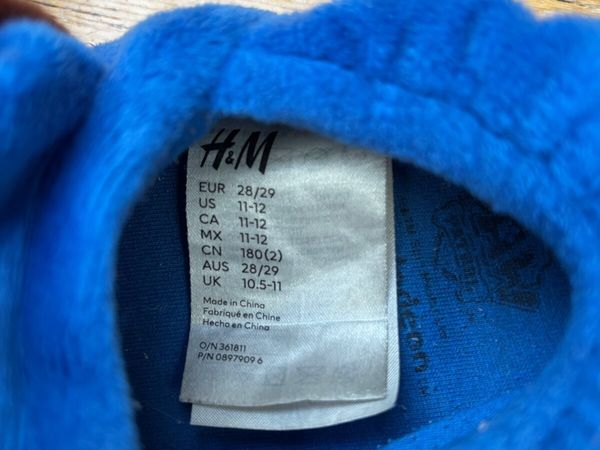 H&M
EUR 28/29
US 11-12
CA 11-12
MX 11-12
CN 180(2)
AUS 28/29
UK 10.5-11
Made in China
Fabriqué en Chine
Hecho en China
O/N 361811
P/N 0897909 6